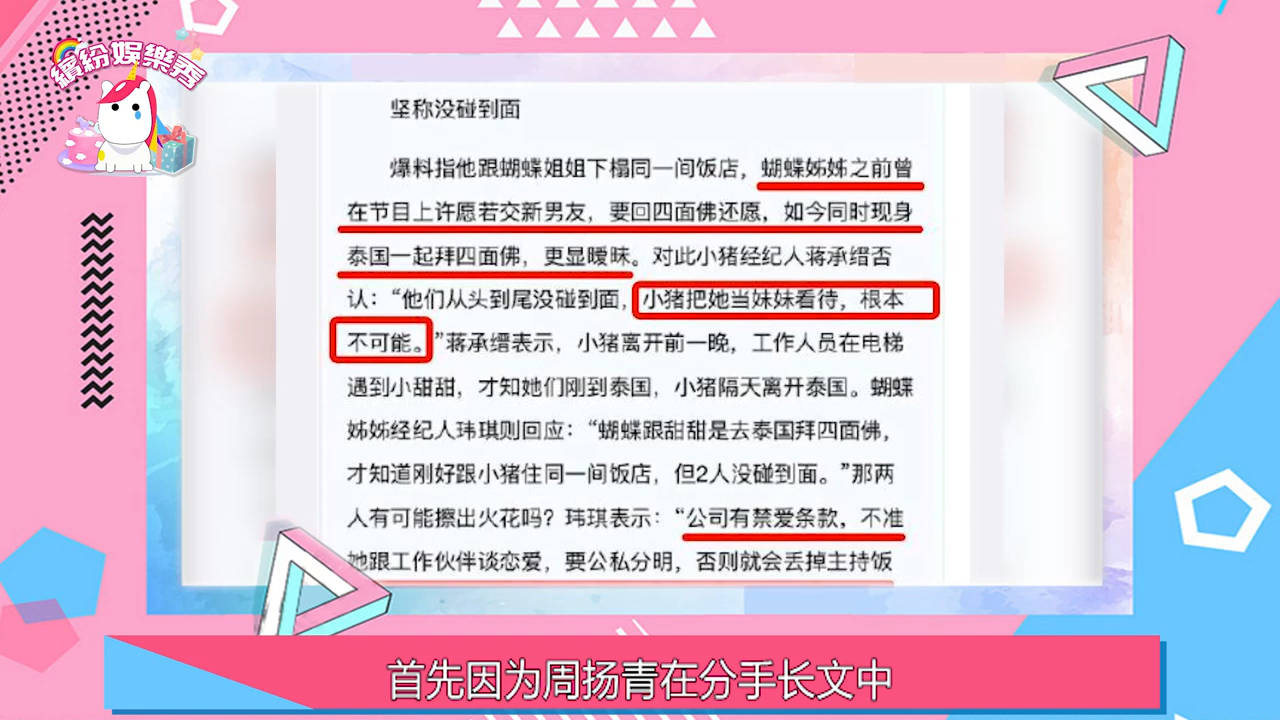 繽紛娛樂秀
坚称没碰到面
爆料指他跟蝴蝶姐姐下榻同一间饭店，蝴蝶姊姊之前曾
在节目上许愿若交新男友，要回四面佛还愿，如今同时现身
泰国一起拜四面佛，更显暧昧。对此小猪经纪人蒋承缙否
认：“他们从头到尾没碰到面，小猪把她当妹妹看待，根本
不可能。”蒋承缙表示，小猪离开前一晚，工作人员在电梯
遇到小甜甜，才知她们刚到泰国，小猪隔天离开泰国。蝴蝶
姊姊经纪人玮琪则回应：“蝴蝶跟甜甜是去泰国拜四面佛，
才知道刚好跟小猪住同一间饭店，但2人没碰到面。”那两
人有可能擦出火花吗？玮琪表示：“公司有禁爱条款，不准
她跟工作伙伴谈恋爱，要公私分明，否则就会丢掉主持饭
首先因为周扬青在分手长文中